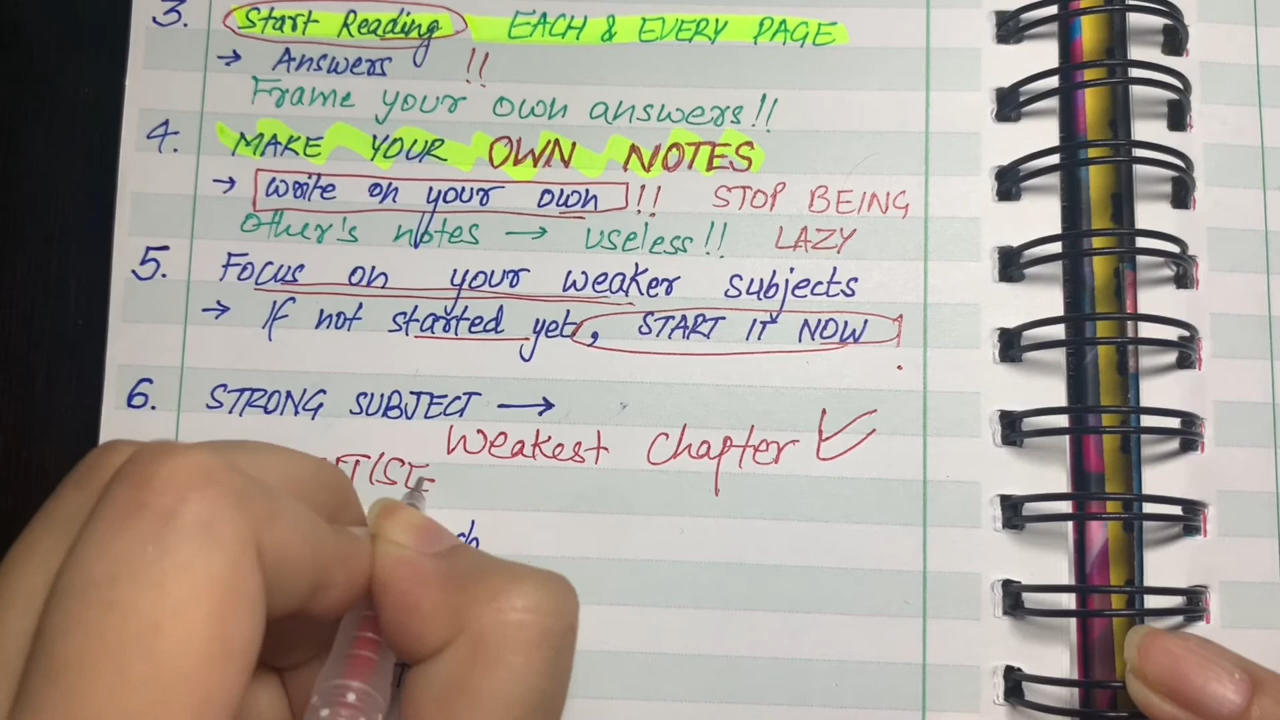 3. Start Reading EACH & EVERY PAGE
→ Answers !!
Frame your own answers!!
4. MAKE YOUR OWN NOTES
→ Write on your own !! STOP BEING
Other's notes → useless!! LAZY
5. Focus on your weaker subjects
→ If not started yet, START IT NOW!
6. STRONG SUBJECT →
Weakest Chapter